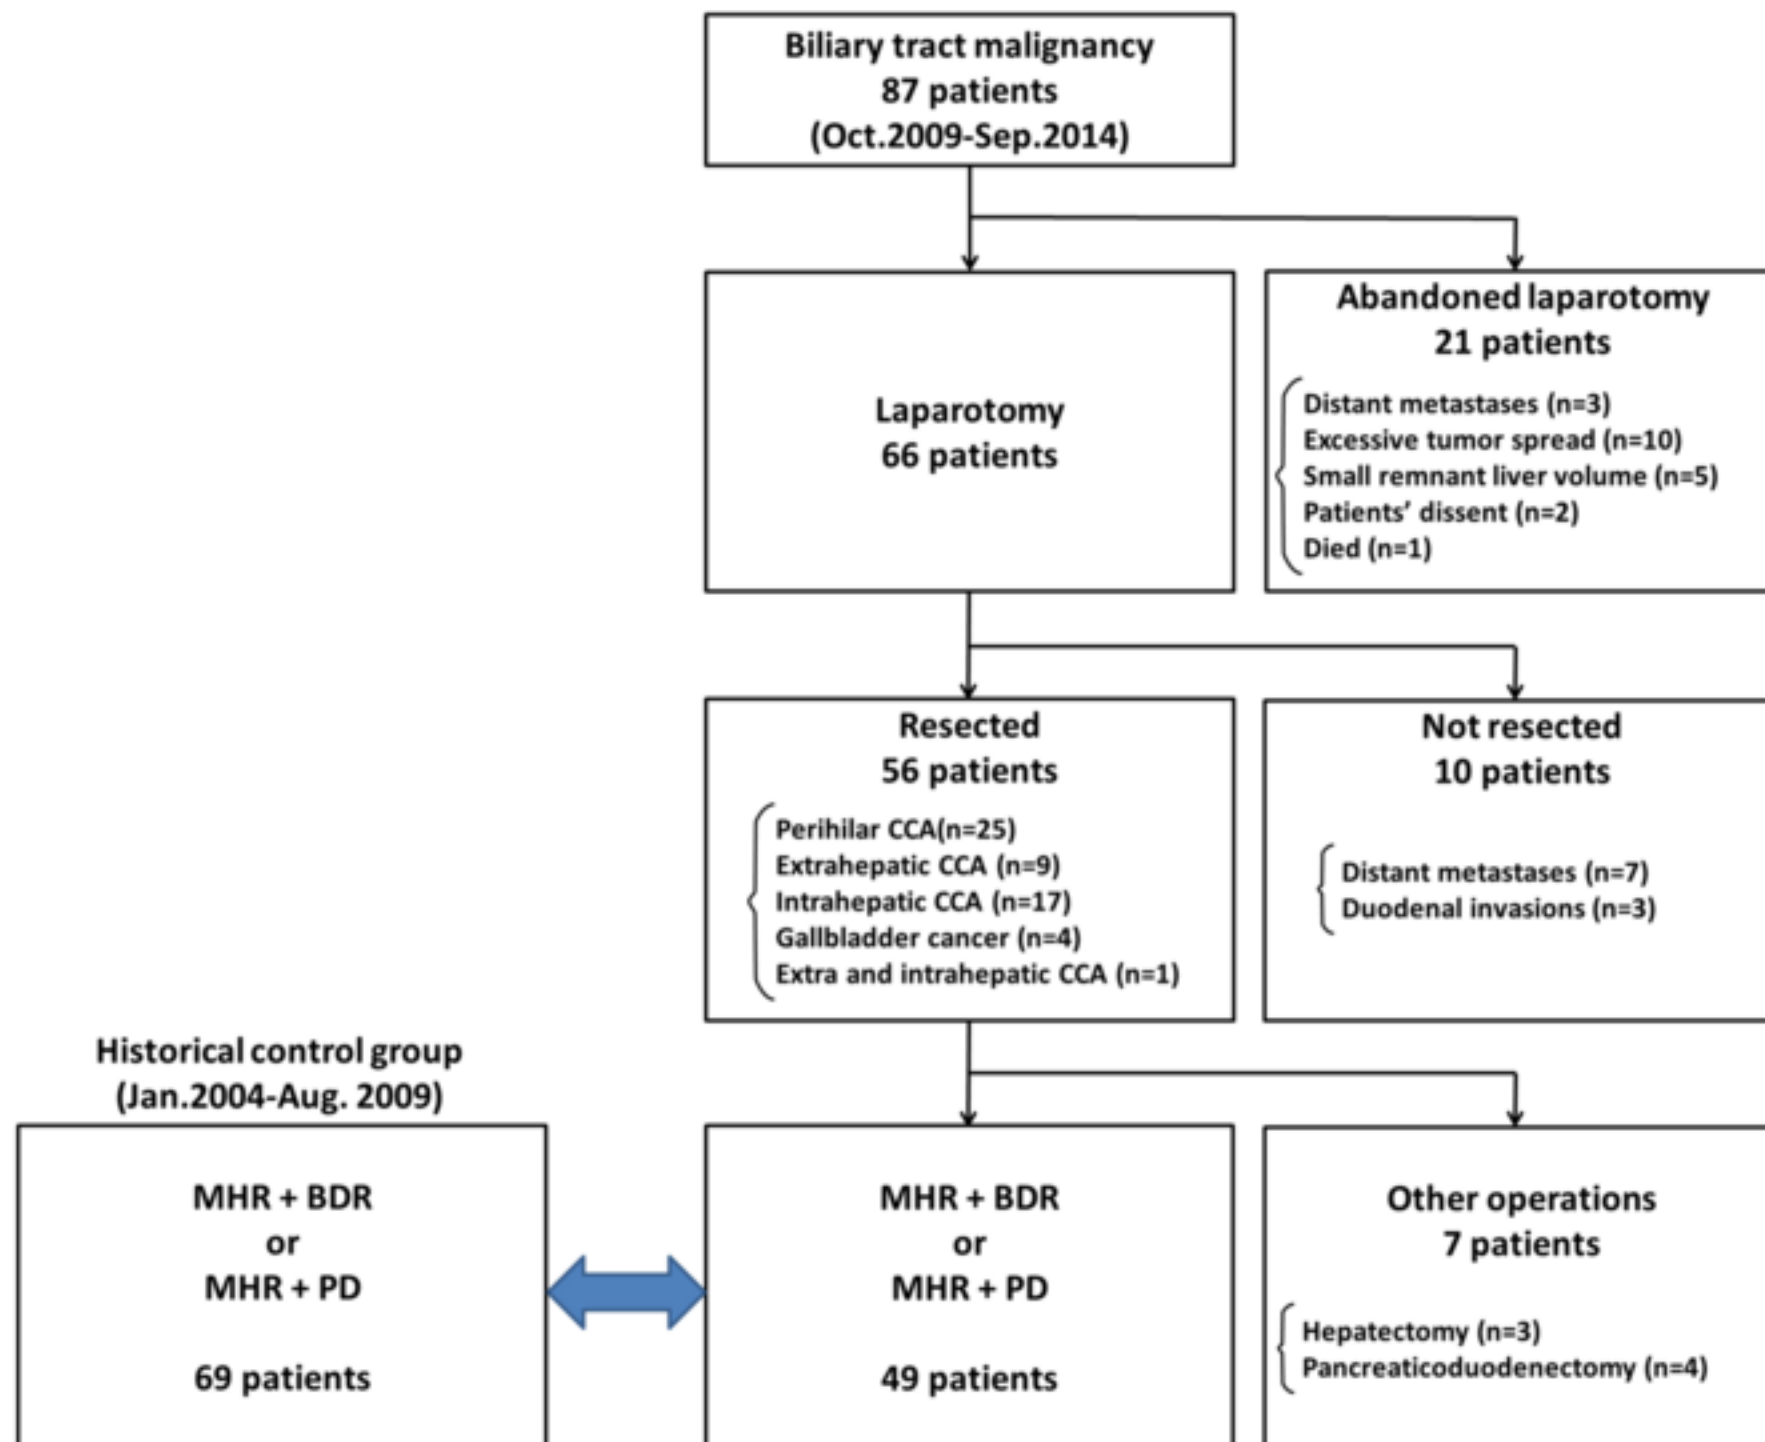 Biliary tract malignancy
87 patients
(Oct.2009-Sep.2014)
Laparotomy
66 patients
Abandoned laparotomy
21 patients
Distant metastases (n=3)
Excessive tumor spread (n=10)
Small remnant liver volume (n=5)
Patients’ dissent (n=2)
Died (n=1)
Resected
56 patients
Perihilar CCA(n=25)
Extrahepatic CCA (n=9)
Intrahepatic CCA (n=17)
Gallbladder cancer (n=4)
Extra and intrahepatic CCA (n=1)
Not resected
10 patients
Distant metastases (n=7)
Duodenal invasions (n=3)
Historical control group
(Jan.2004-Aug. 2009)
MHR + BDR
or
MHR + PD
69 patients
MHR + BDR
or
MHR + PD
49 patients
Other operations
7 patients
Hepatectomy (n=3)
Pancreaticoduodenectomy (n=4)